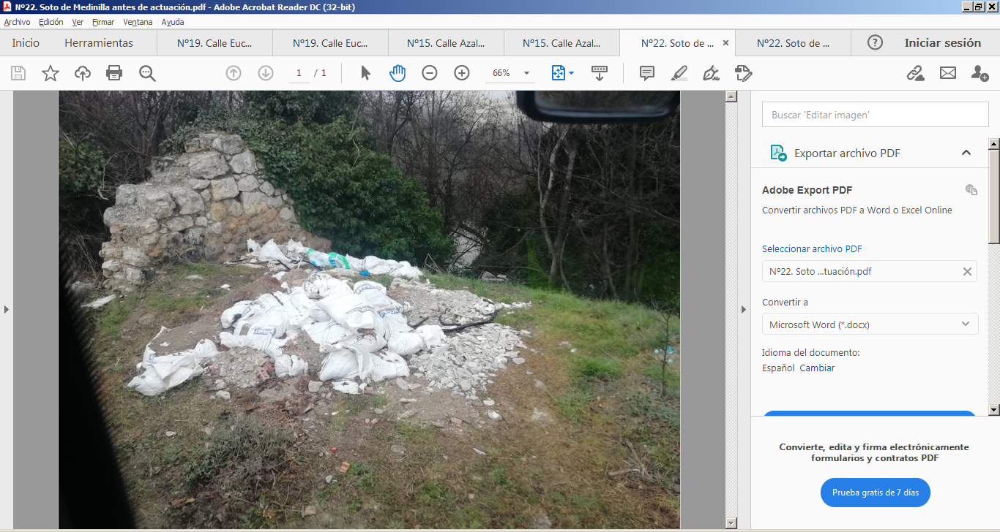 Nº22. Soto de Medinilla antes de actuación.pdf - Adobe Acrobat Reader DC (32-bit)
Archivo Edición Ver Firmar Ventana Ayuda
Inicio Herramientas Nº19. Calle Euc... Nº19. Calle Euc... Nº15. Calle Azal... Nº15. Calle Azal... Nº22. Soto de ... Nº22. Soto de ... Iniciar sesión
1 / 1 66%
Buscar 'Editar imagen'
Exportar archivo PDF
Adobe Export PDF
Convertir archivos PDF a Word o Excel Online
Seleccionar archivo PDF
Nº22. Soto ...tuación.pdf
Convertir a
Microsoft Word (*.docx)
Idioma del documento:
Español Cambiar
Convierte, edita y firma electrónicamente
formularios y contratos PDF
Prueba gratis de 7 días